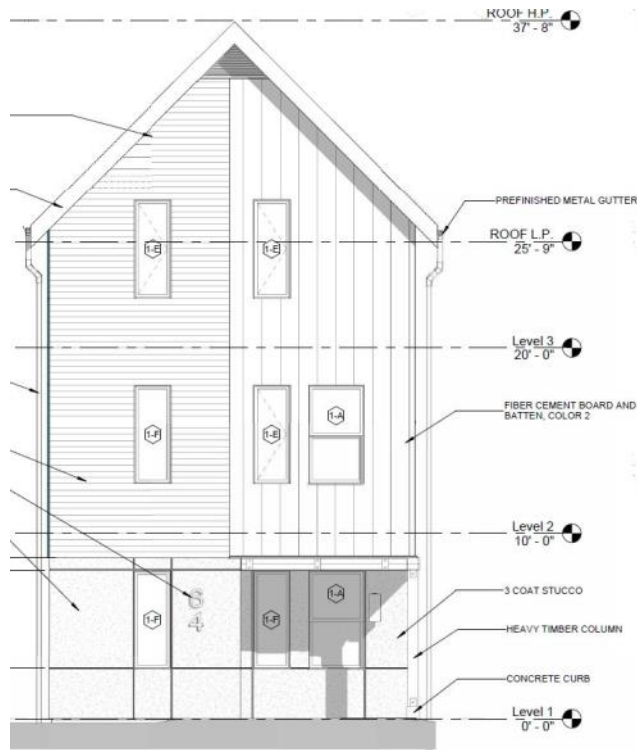 ROOF H.P.
37' - 8"
PREFINISHED METAL GUTTER
1-E
1-E
ROOF L.P.
25' - 9"
Level 3
20' - 0"
1-F
1-E
1-A
FIBER CEMENT BOARD AND
BATTEN, COLOR 2
Level 2
10' - 0"
1-F
64
1-F
1-A
3 COAT STUCCO
HEAVY TIMBER COLUMN
CONCRETE CURB
Level 1
0' - 0"